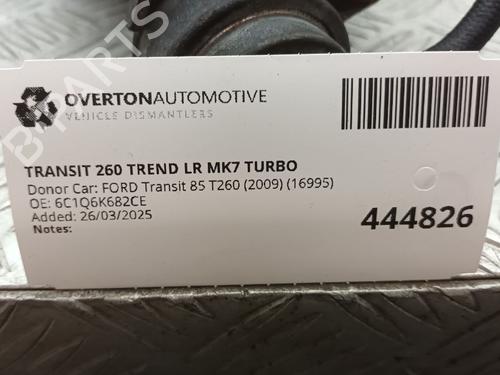 OVERTONAUTOMOTIVE
VEHICLE DISMANTLERS
TRANSIT 260 TREND LR MK7 TURBO
Donor Car: FORD Transit 85 T260 (2009) (16995)
OE: 6C1Q6K682CE
Added: 26/03/2025
Notes:
444826
B-PARTS